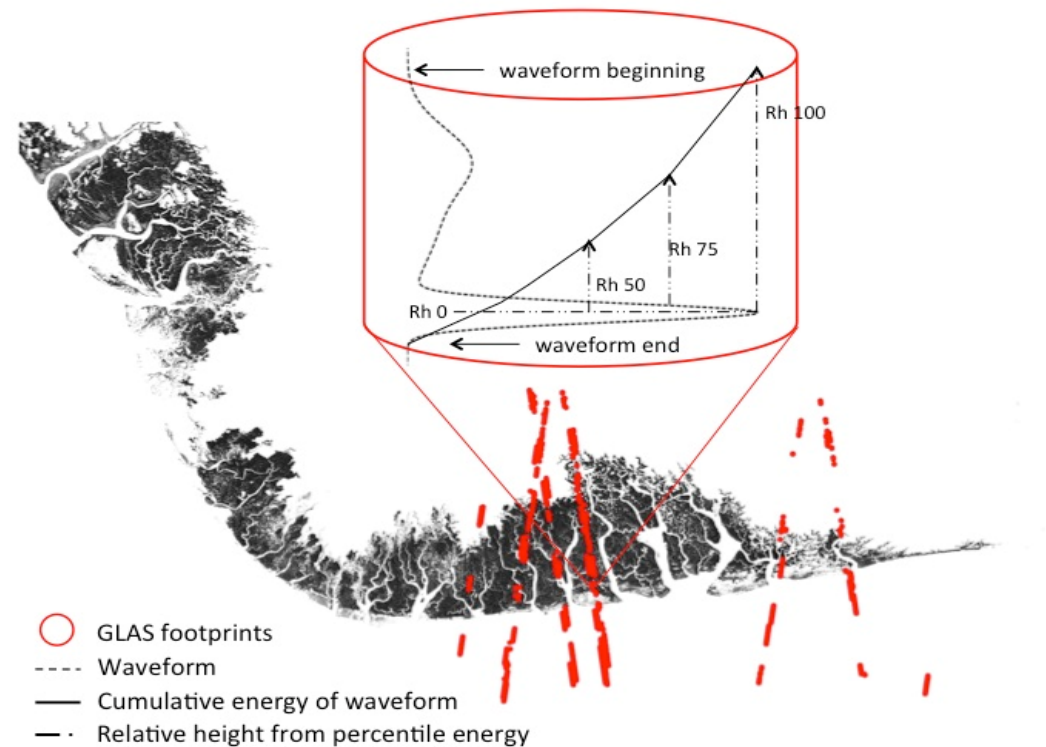 waveform beginning
Rh 100
Rh 75
Rh 50
Rh 0
waveform end
GLAS footprints
Waveform
Cumulative energy of waveform
Relative height from percentile energy